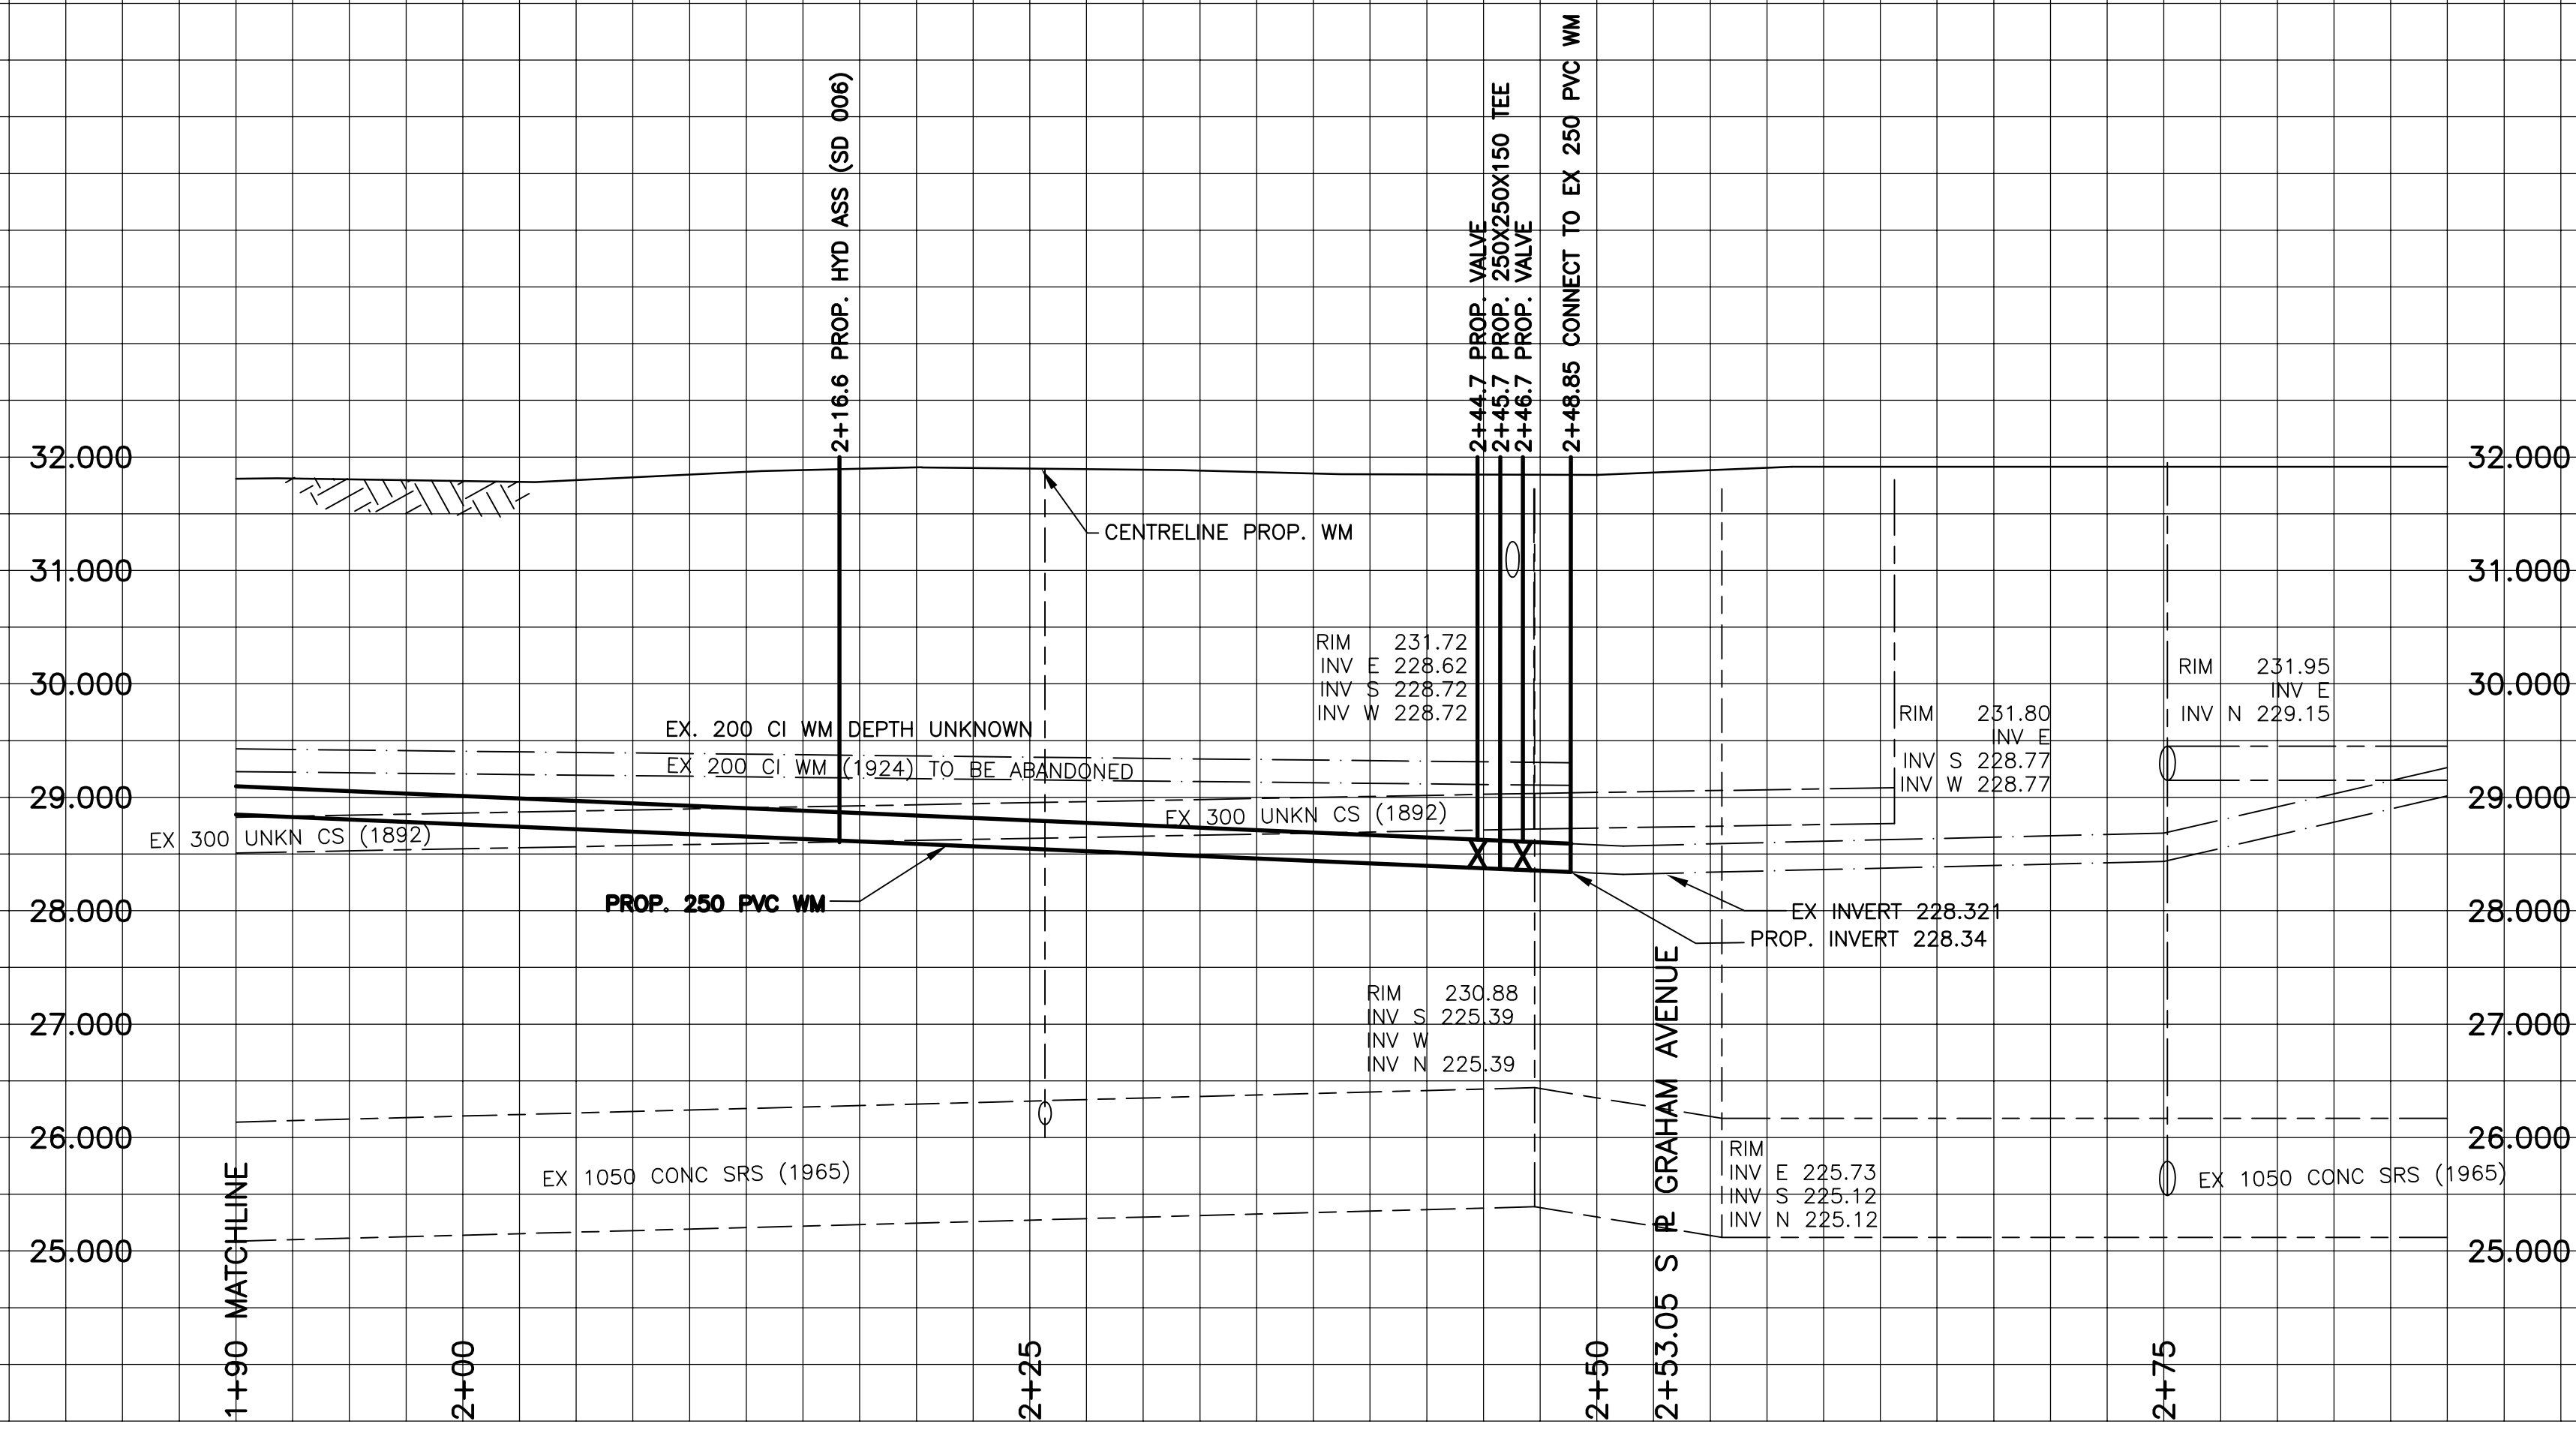 2+16.6 PROP. HYD ASS (SD 006)
2+44.7 PROP. VALVE
2+45.7 PROP. 250X250X150 TEE
2+46.7 PROP. VALVE
2+48.85 CONNECT TO EX 250 PVC WM
32.000
32.000
CENTRELINE PROP. WM
31.000
31.000
RIM 231.72
INV E 228.62
INV S 228.72
INV W 228.72
RIM 231.95
INV E
INV N 229.15
30.000
30.000
RIM 231.80
INV E
INV S 228.77
INV W 228.77
EX. 200 CI WM DEPTH UNKNOWN
EX 200 CI WM (1924) TO BE ABANDONED
29.000
29.000
EX 300 UNKN CS (1892)
EX 300 UNKN CS (1892)
PROP. 250 PVC WM
28.000
28.000
EX INVERT 228.321
PROP. INVERT 228.34
RIM 230.88
INV S 225.39
INV W
INV N 225.39
27.000
27.000
26.000
26.000
RIM
INV E 225.73
INV S 225.12
INV N 225.12
EX 1050 CONC SRS (1965)
EX 1050 CONC SRS (1965)
25.000
25.000
1+90 MATCHLINE
2+00
2+25
2+50
2+53.05 S PL GRAHAM AVENUE
2+75